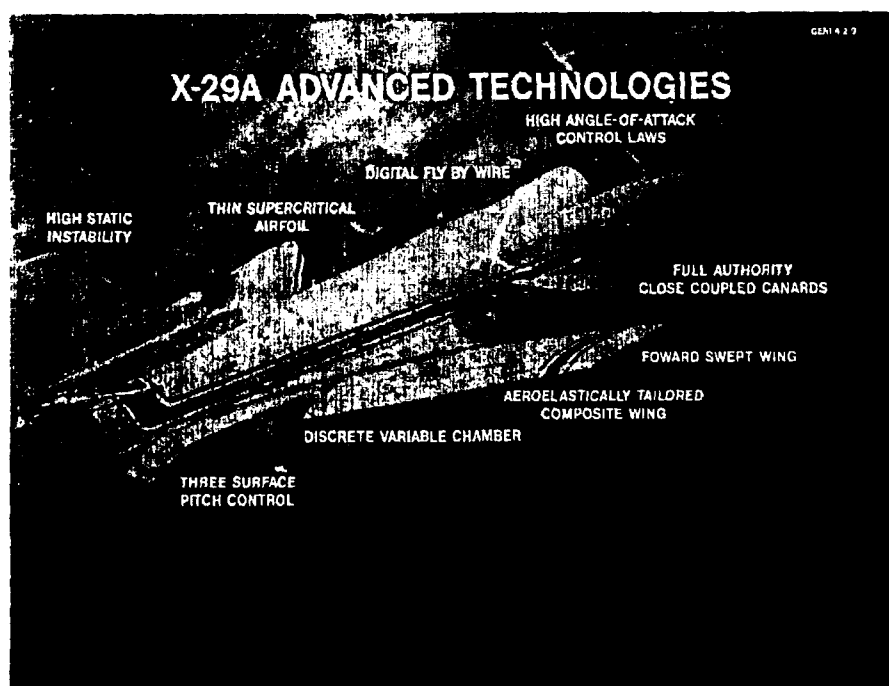 X-29A ADVANCED TECHNOLOGIES
HIGH ANGLE-OF-ATTACK
CONTROL LAWS
DIGITAL FLY BY WIRE
THIN SUPERCRITICAL
AIRFOIL
HIGH STATIC
INSTABILITY
FULL AUTHORITY
CLOSE COUPLED CANARDS
FOWARD SWEPT WING
AEROELASTICALLY TAILORED
COMPOSITE WING
DISCRETE VARIABLE CHAMBER
THREE SURFACE
PITCH CONTROL